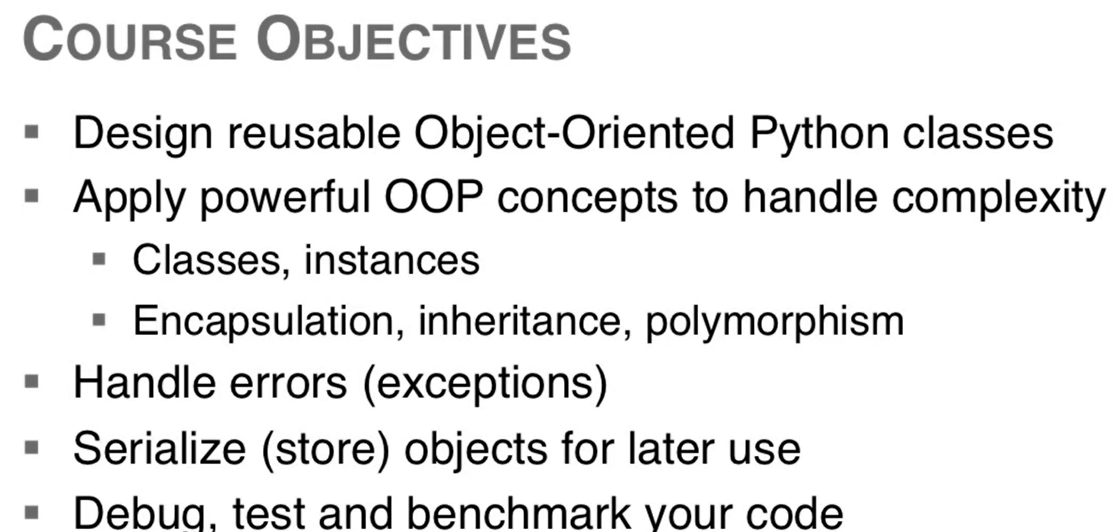 COURSE OBJECTIVES
Design reusable Object-Oriented Python classes
Apply powerful OOP concepts to handle complexity
Classes, instances
Encapsulation, inheritance, polymorphism
Handle errors (exceptions)
Serialize (store) objects for later use
Debug, test and benchmark your code